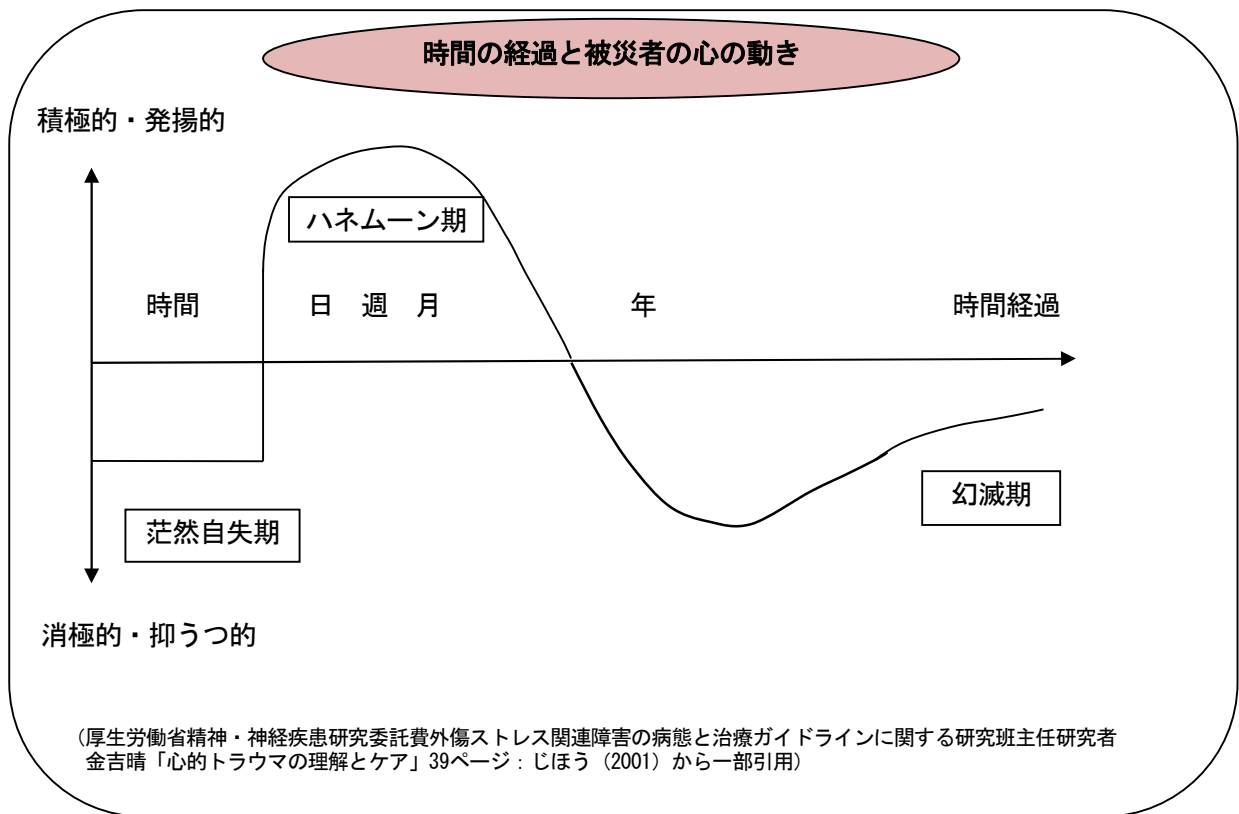 時間の経過と被災者の心の動き
積極的・発揚的
ハネムーン期
時間 日 週 月 年 時間経過
茫然自失期
幻滅期
消極的・抑うつ的
(厚生労働省精神・神経疾患研究委託費外傷ストレス関連障害の病態と治療ガイドラインに関する研究班主任研究者
金吉晴「心的トラウマの理解とケア」39ページ:じほう(2001)から一部引用)